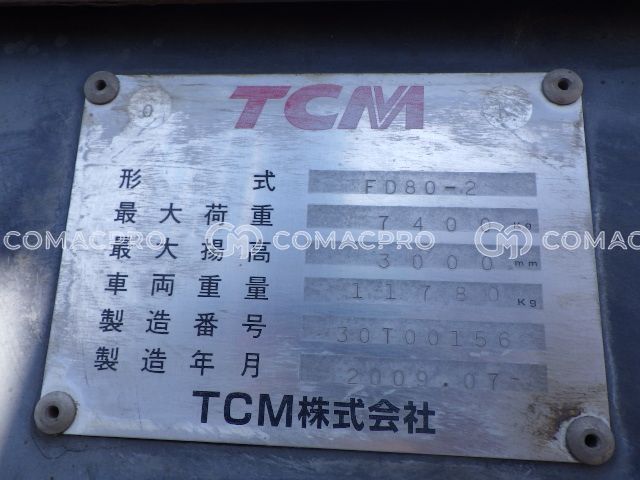 TCM
形式 FD80-2
最大荷重 7400 Kg
最大揚高 3000 mm
車両重量 11780 Kg
製造番号 30T00156
製造年月 2009.07
TCM株式会社
COMACPRO COMACPRO COMACPRO